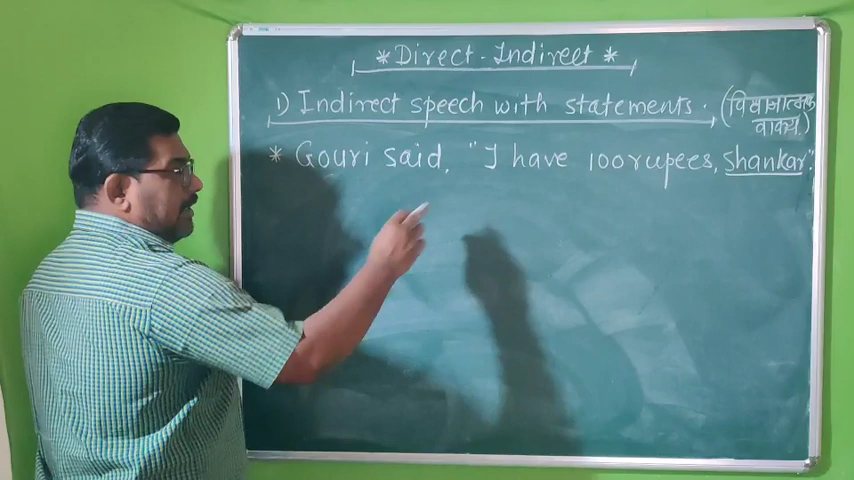 * Direct - Indirect *
1) Indirect speech with statements. (विधानात्मक
वाक्य.)
* Gouri said, "I have 100 rupees, Shankar".